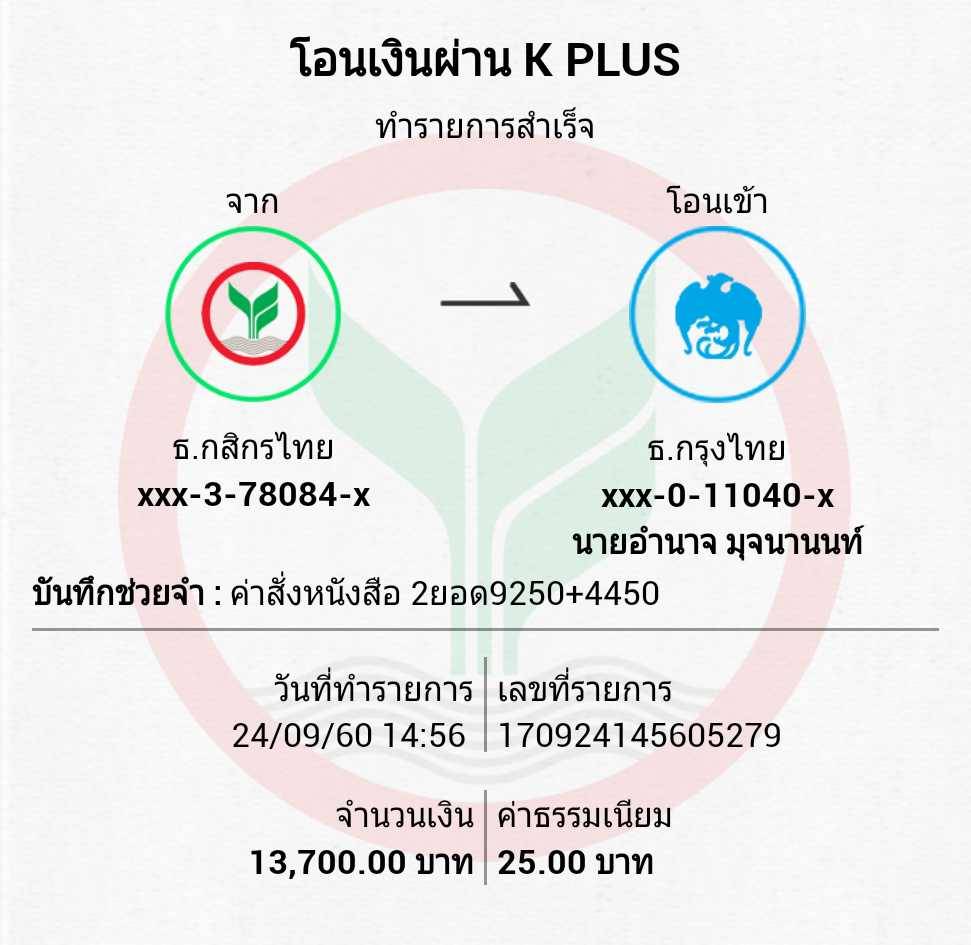 โอนเงินผ่าน K PLUS
ทำรายการสำเร็จ
จาก
โอนเข้า
ธ.กสิกรไทย
xxx-3-78084-x
ธ.กรุงไทย
xxx-0-11040-x
นายอำนาจ มุจนานนท์
บันทึกช่วยจำ : ค่าสั่งหนังสือ 2ยอด9250+4450
วันที่ทำรายการ
24/09/60 14:56
เลขที่รายการ
170924145605279
จำนวนเงิน
13,700.00 บาท
ค่าธรรมเนียม
25.00 บาท